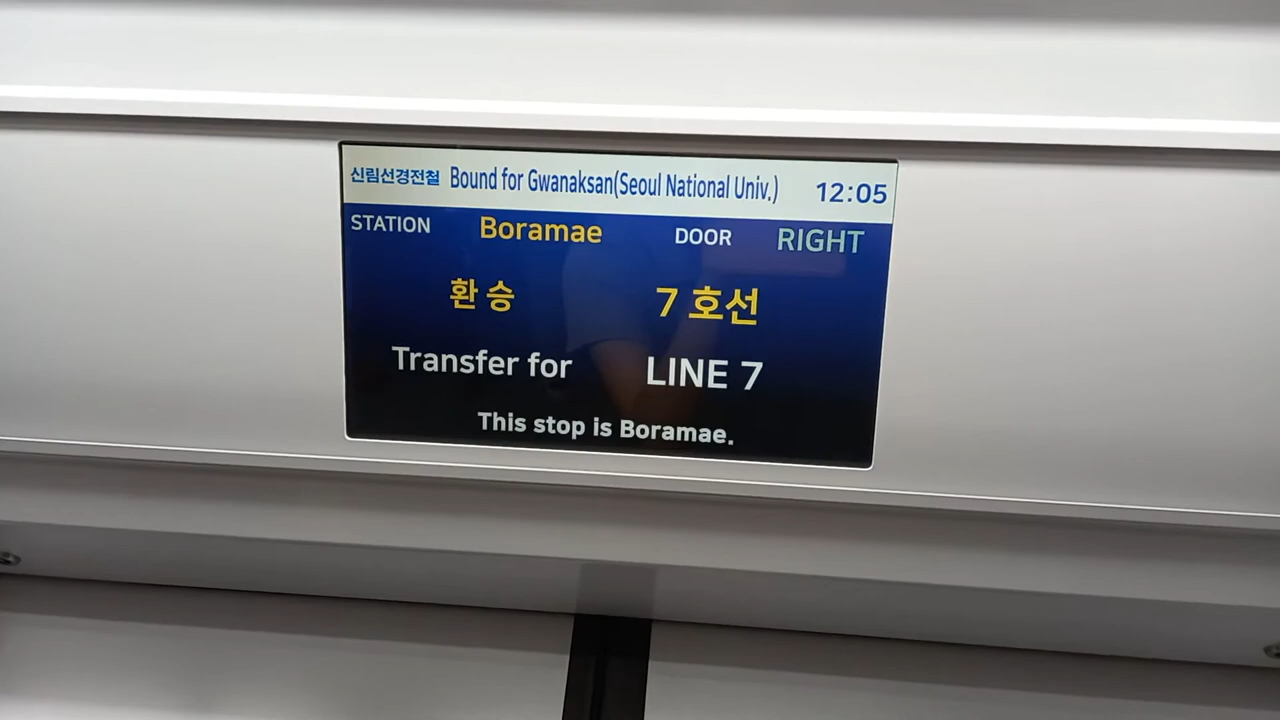 신림선경전철 Bound for Gwanaksan(Seoul National Univ.) 12:05
STATION Boramae DOOR RIGHT
환 승 7 호선
Transfer for LINE 7
This stop is Boramae.